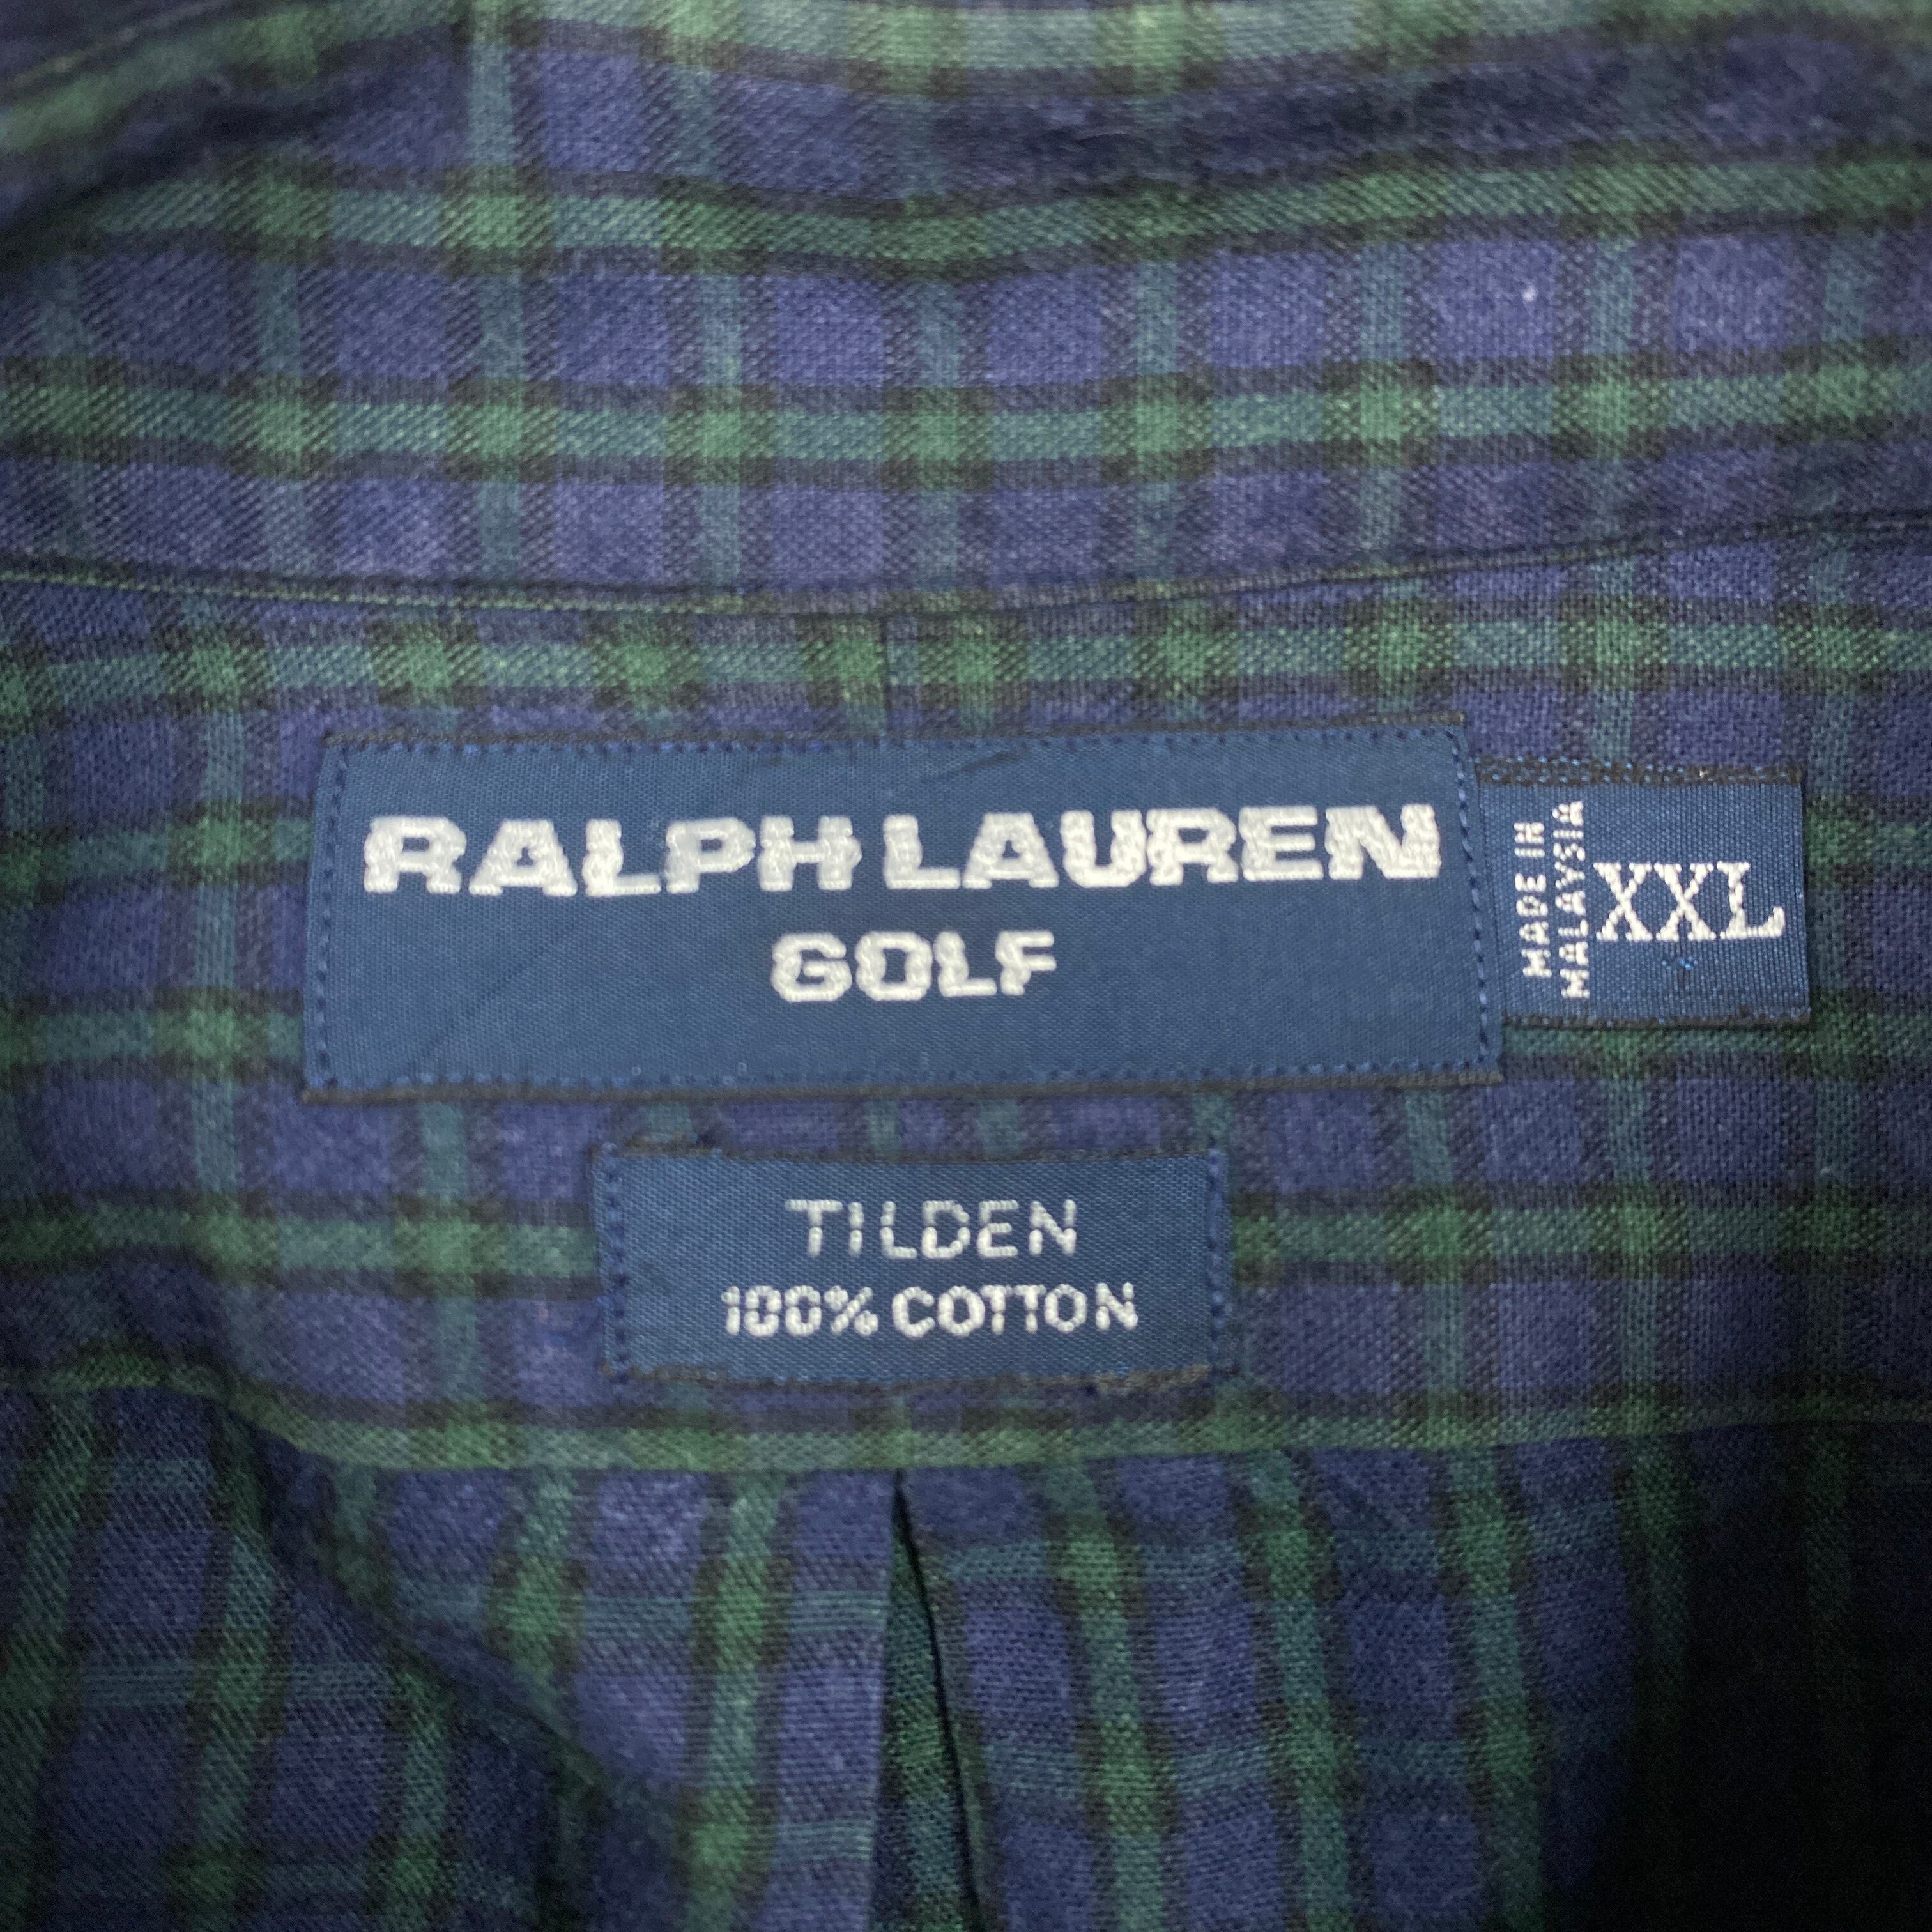 RALPH LAUREN
GOLF
MADE IN
MALAYSIA
XXL
TILDEN
100% COTTON